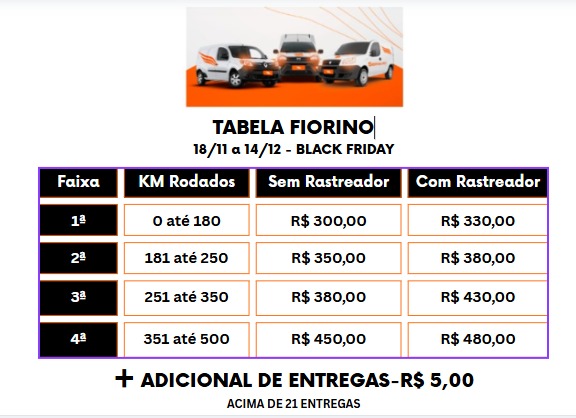 TABELA FIORINO
18/11 a 14/12 - BLACK FRIDAY
Faixa KM Rodados Sem Rastreador Com Rastreador
1ª 0 até 180 R$ 300,00 R$ 330,00
2ª 181 até 250 R$ 350,00 R$ 380,00
3ª 251 até 350 R$ 380,00 R$ 430,00
4ª 351 até 500 R$ 450,00 R$ 480,00
+ ADICIONAL DE ENTREGAS-R$ 5,00
ACIMA DE 21 ENTREGAS